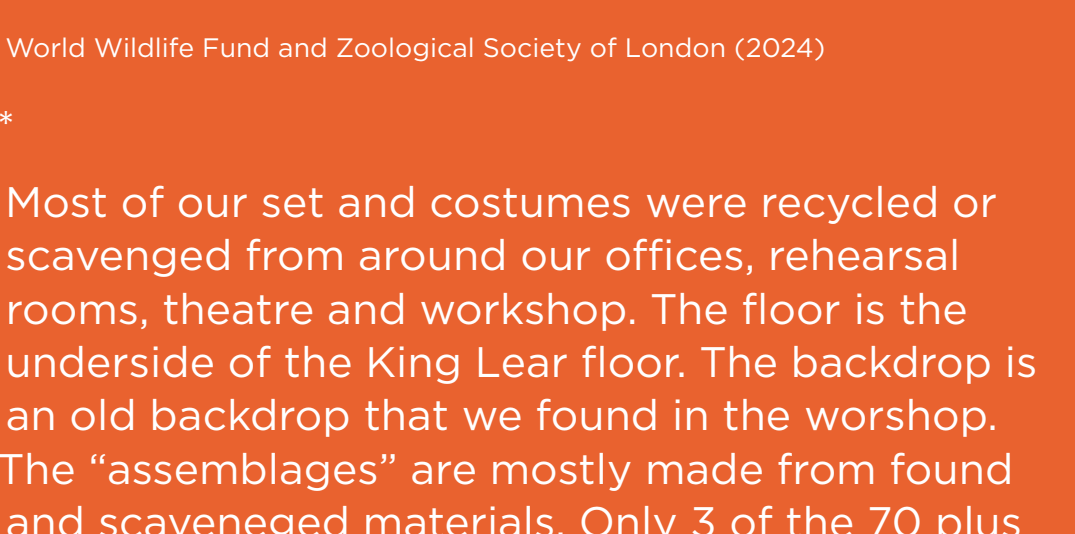 World Wildlife Fund and Zoological Society of London (2024)
*
Most of our set and costumes were recycled or
scavenged from around our offices, rehearsal
rooms, theatre and workshop. The floor is the
underside of the King Lear floor. The backdrop is
an old backdrop that we found in the worshop.
The “assemblages” are mostly made from found
and scaveneged materials. Only 3 of the 70 plus